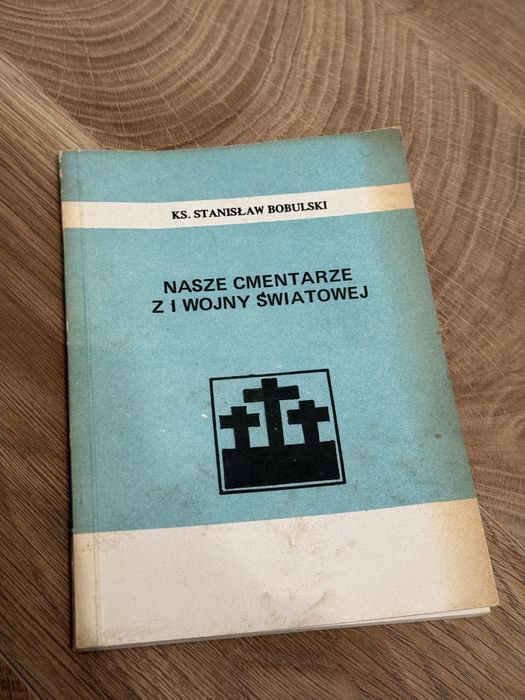 KS. STANISŁAW BOBULSKI
NASZE CMENTARZE
Z I WOJNY ŚWIATOWEJ